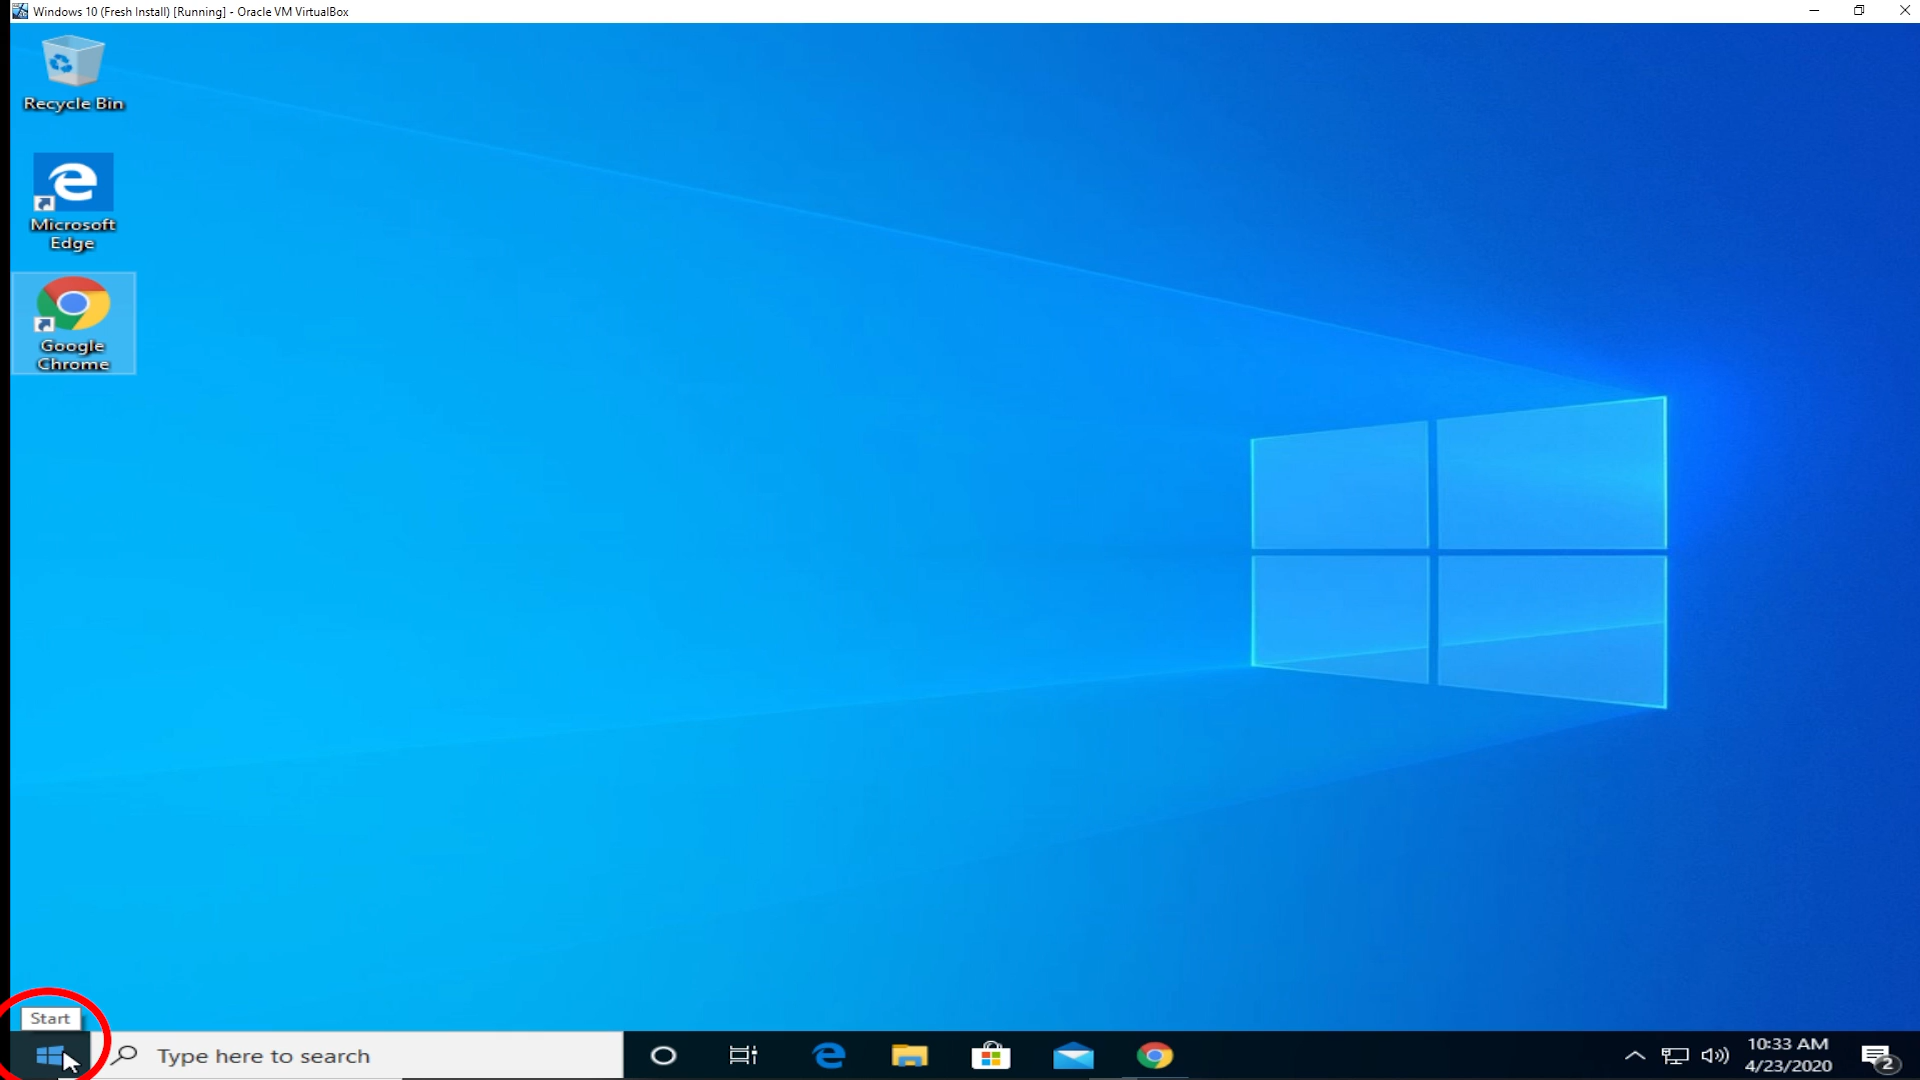 Windows 10 (Fresh Install) [Running] - Oracle VM VirtualBox
Recycle Bin
Microsoft
Edge
Google
Chrome
Start
Type here to search
10:33 AM
4/23/2020
2